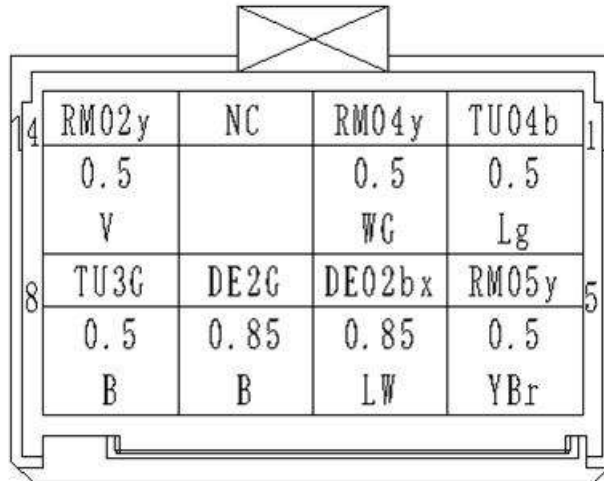 RM02y NC RM04y TU04b
14 1
0.5 0.5 0.5
V WG Lg
TU3G DE2G DE02bx RM05y
8 5
0.5 0.85 0.85 0.5
B B LW YBr